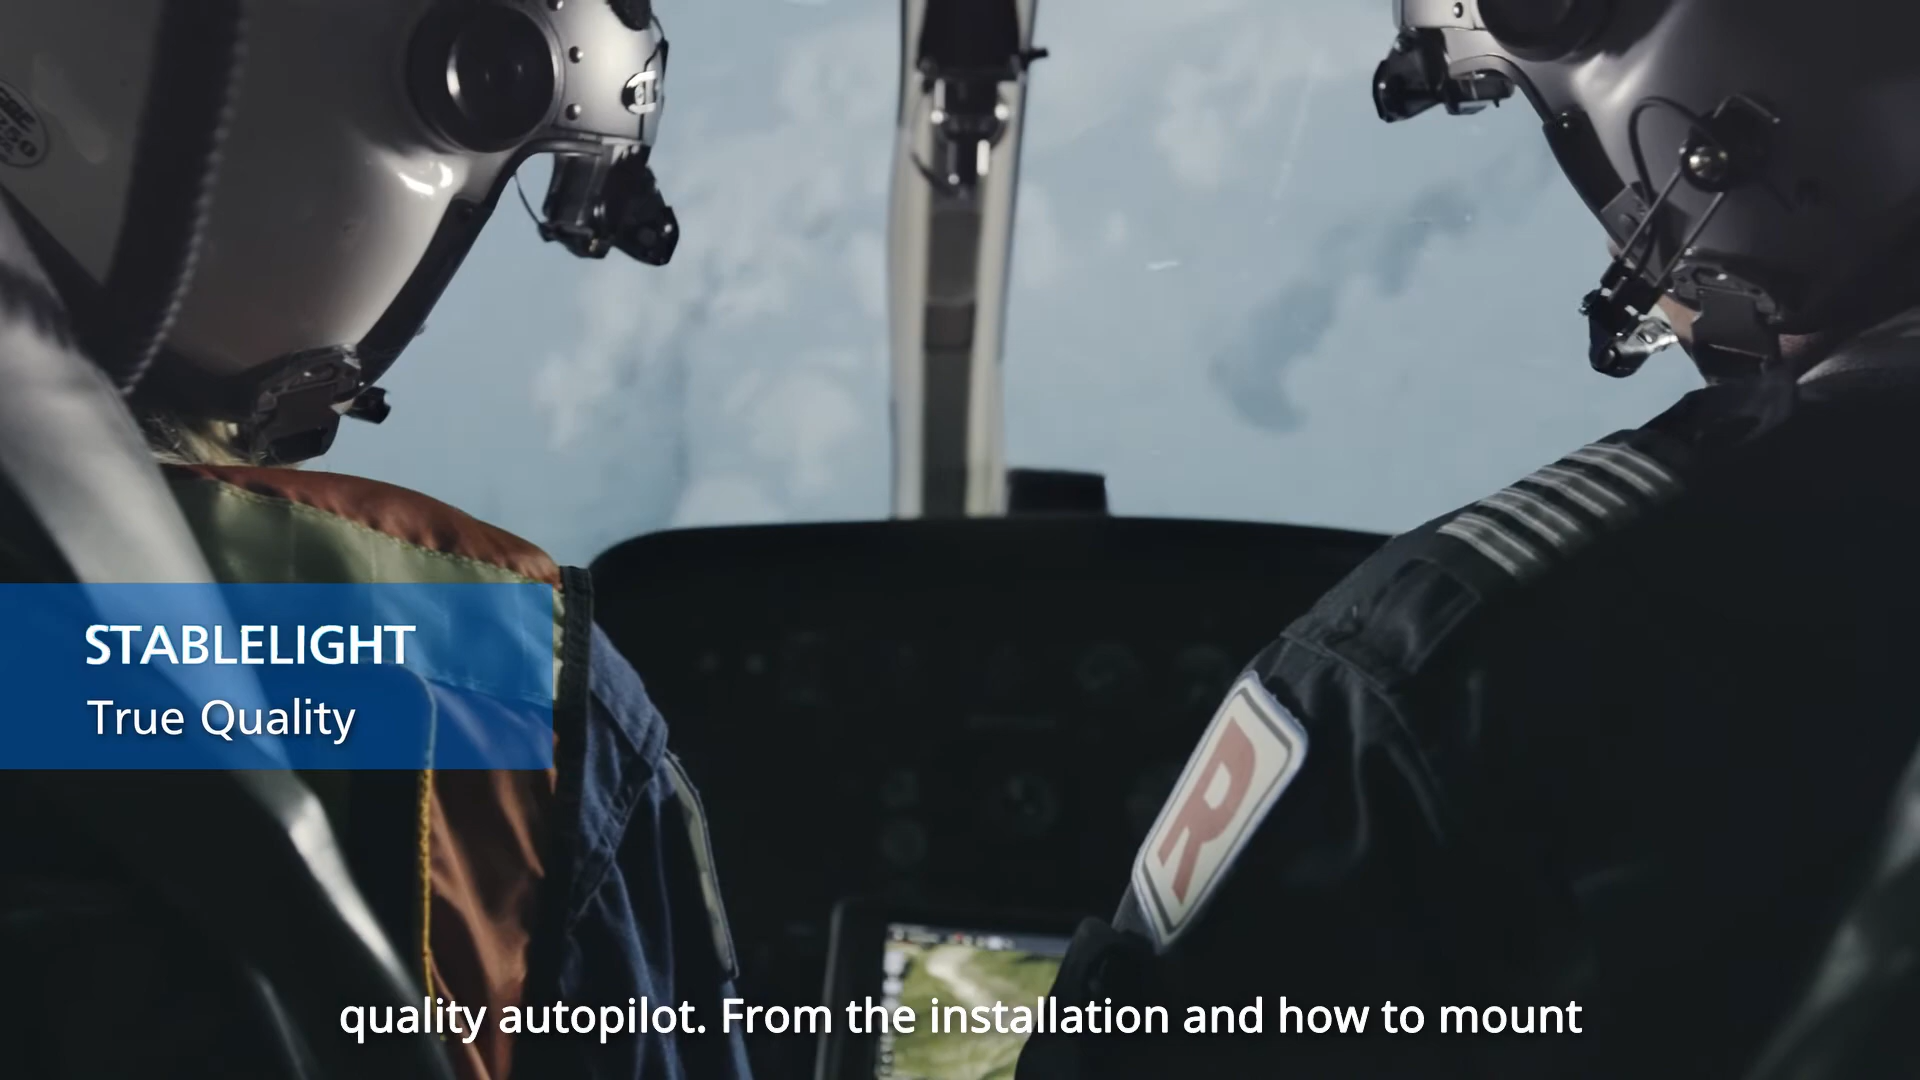 STABLELIGHT
True Quality
R
quality autopilot. From the installation and how to mount